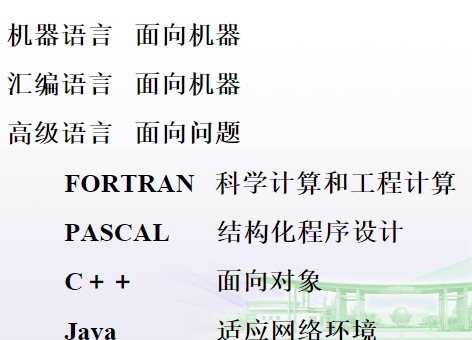 机器语言 面向机器
汇编语言 面向机器
高级语言 面向问题
FORTRAN 科学计算和工程计算
PASCAL 结构化程序设计
C++ 面向对象
Java 适应网络环境